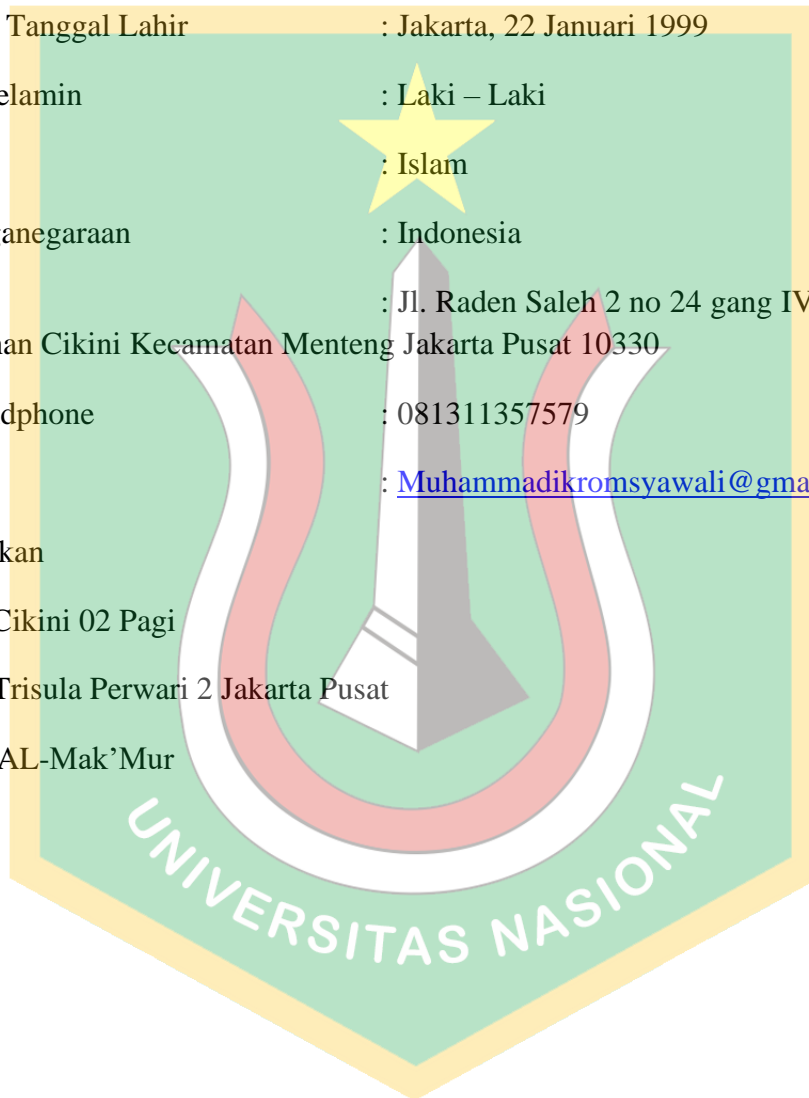 Tanggal Lahir : Jakarta, 22 Januari 1999
elamin : Laki – Laki
: Islam
ganegaraan : Indonesia
: Jl. Raden Saleh 2 no 24 gang IV
an Cikini Kecamatan Menteng Jakarta Pusat 10330
dphone : 081311357579
: Muhammadikromsyawali@gma
kan
Cikini 02 Pagi
Trisula Perwari 2 Jakarta Pusat
AL-Mak’Mur
UNIVERSITAS NASIONAL